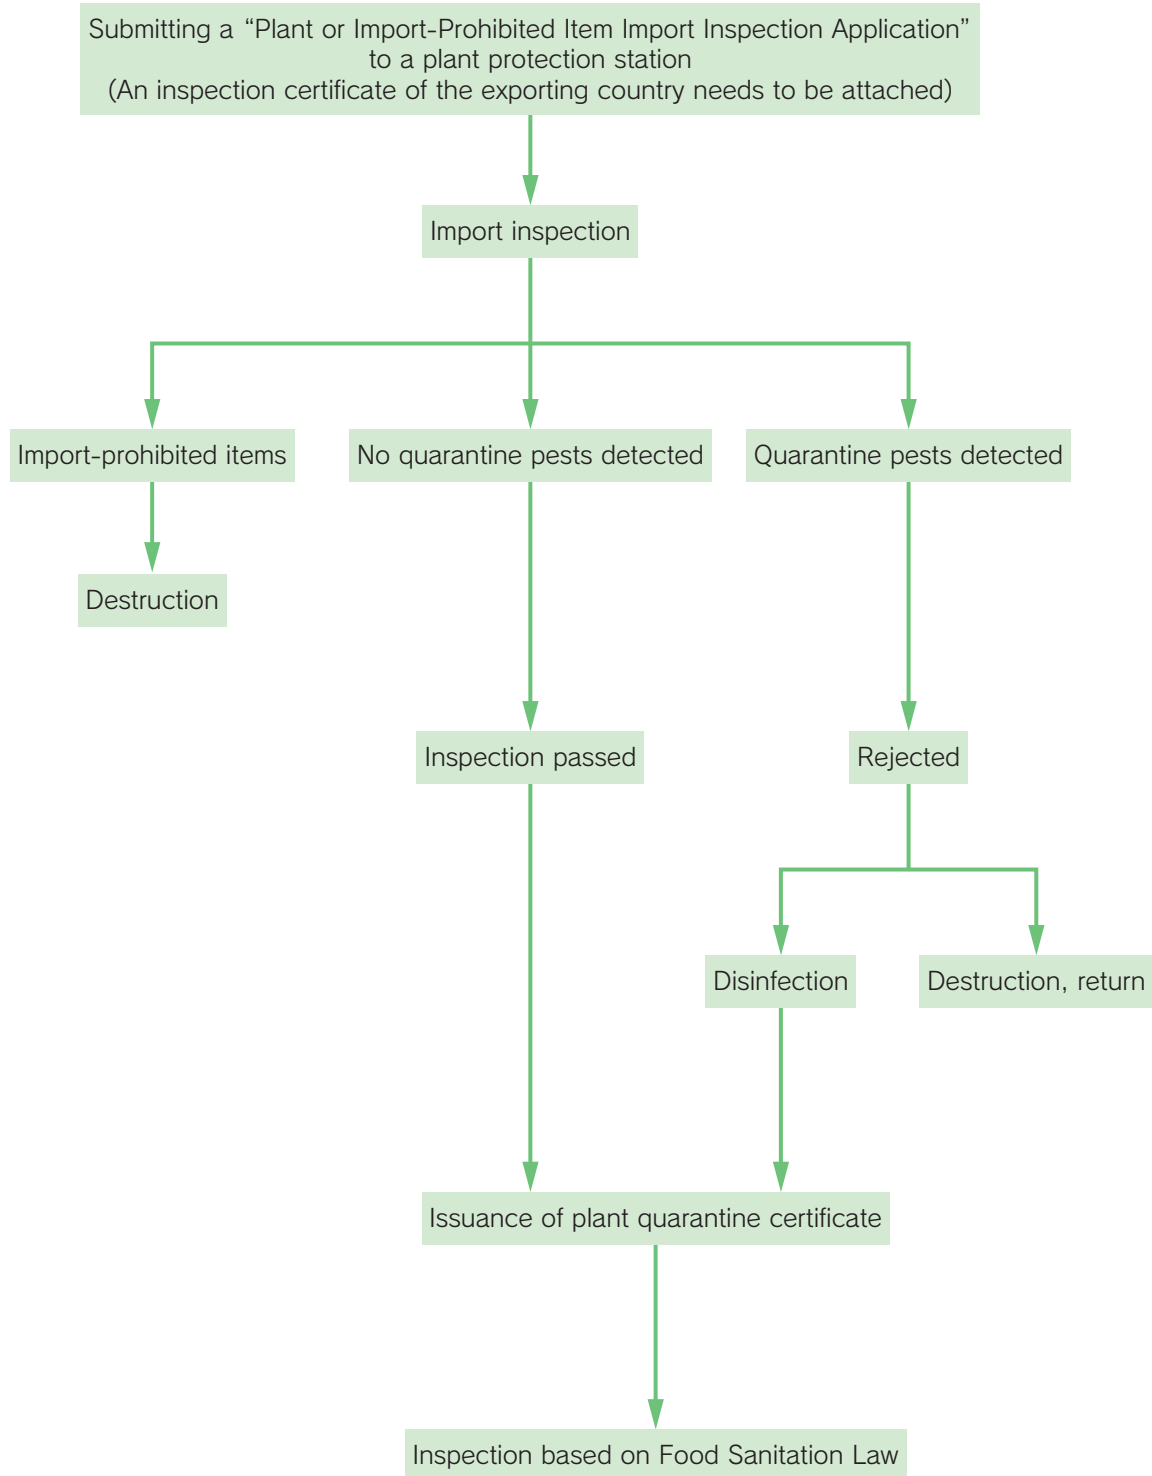 Submitting a “Plant or Import-Prohibited Item Import Inspection Application”
to a plant protection station
(An inspection certificate of the exporting country needs to be attached)
Import inspection
Import-prohibited items
No quarantine pests detected
Quarantine pests detected
Destruction
Inspection passed
Rejected
Disinfection
Destruction, return
Issuance of plant quarantine certificate
Inspection based on Food Sanitation Law